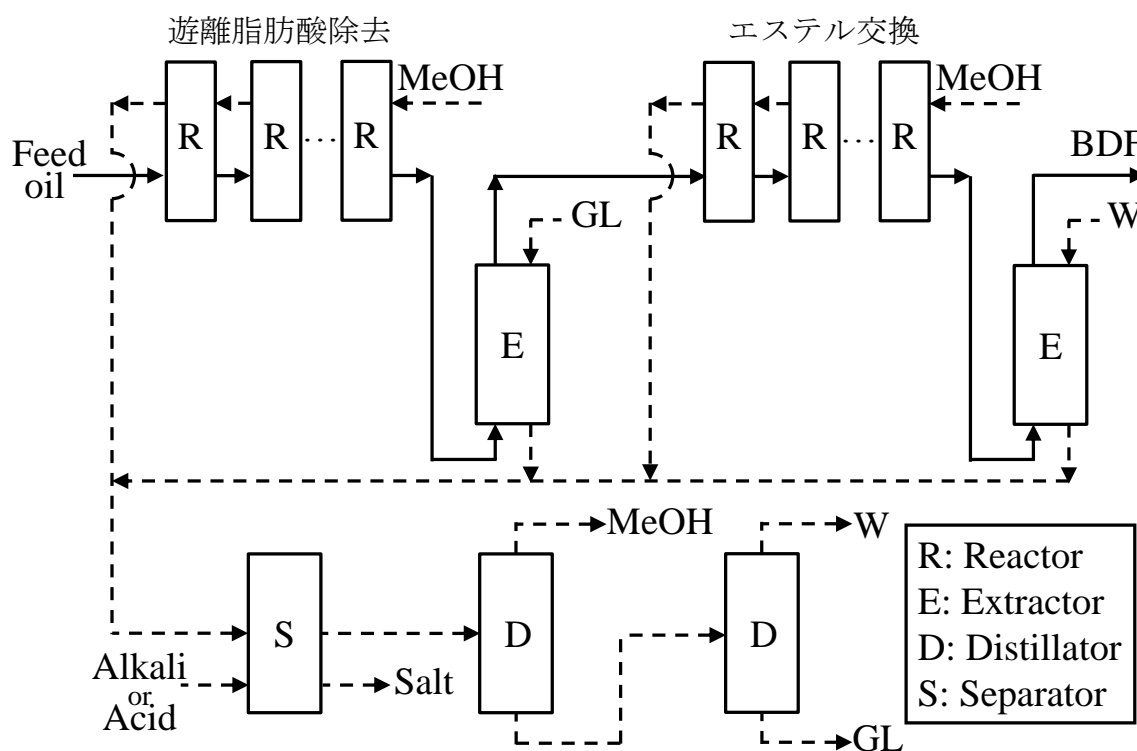 遊離脂肪酸除去
エステル交換
MeOH
MeOH
R
R
…
R
R
R
…
R
Feed
oil
BDF
GL
W
E
E
MeOH
W
S
D
D
Alkali
or
Acid
Salt
GL
R: Reactor
E: Extractor
D: Distillator
S: Separator